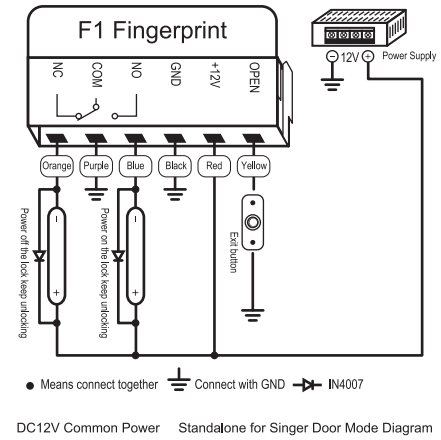 F1 Fingerprint
NC COM NO GND +12V OPEN
12V Power Supply
Orange Purple Blue Black Red Yellow
Power off the lock keep unlocking
Power on the lock keep unlocking
Exit button
Means connect together Connect with GND IN4007
DC12V Common Power Standalone for Singer Door Mode Diagram